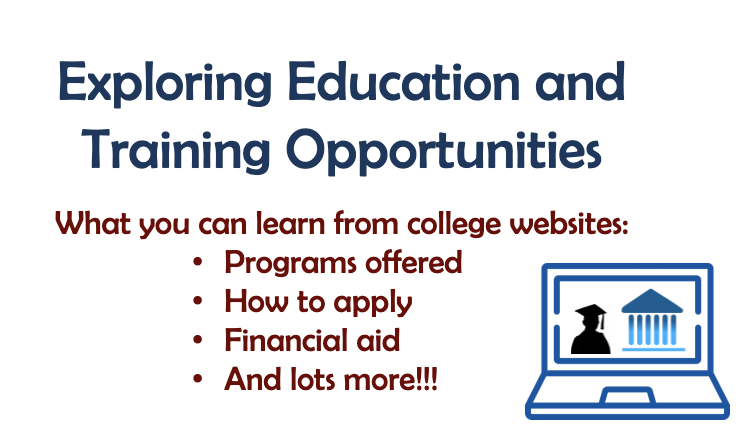 Exploring Education and
Training Opportunities
What you can learn from college websites:
• Programs offered
• How to apply
• Financial aid
• And lots more!!!